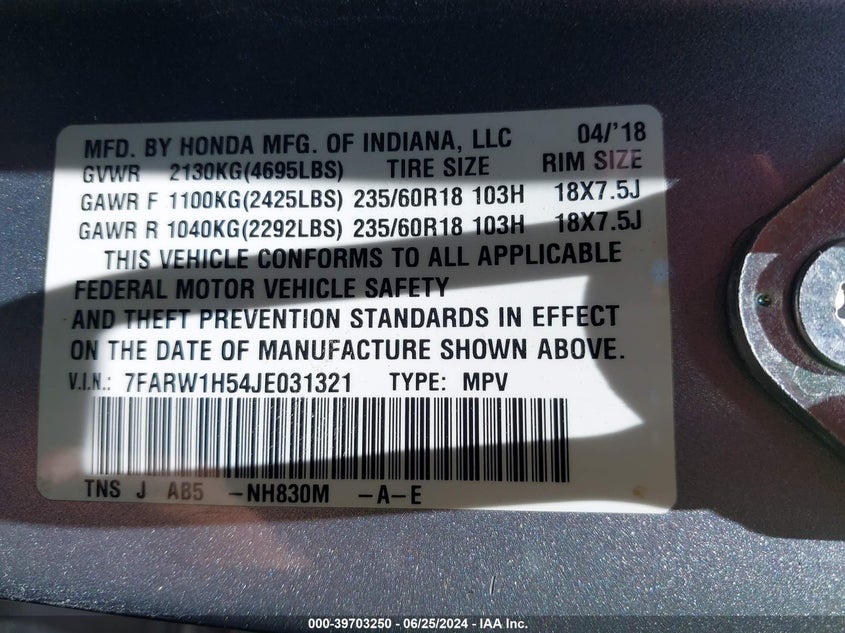 MFD. BY HONDA MFG. OF INDIANA, LLC 04/'18
GVWR 2130KG(4695LBS) TIRE SIZE RIM SIZE
GAWR F 1100KG(2425LBS) 235/60R18 103H 18X7.5J
GAWR R 1040KG(2292LBS) 235/60R18 103H 18X7.5J
THIS VEHICLE CONFORMS TO ALL APPLICABLE
FEDERAL MOTOR VEHICLE SAFETY
AND THEFT PREVENTION STANDARDS IN EFFECT
ON THE DATE OF MANUFACTURE SHOWN ABOVE.
V.I.N.: 7FARW1H54JE031321 TYPE: MPV
TNS J AB5 -NH830M -A-E
000-39703250 - 06/25/2024 - IAA Inc.